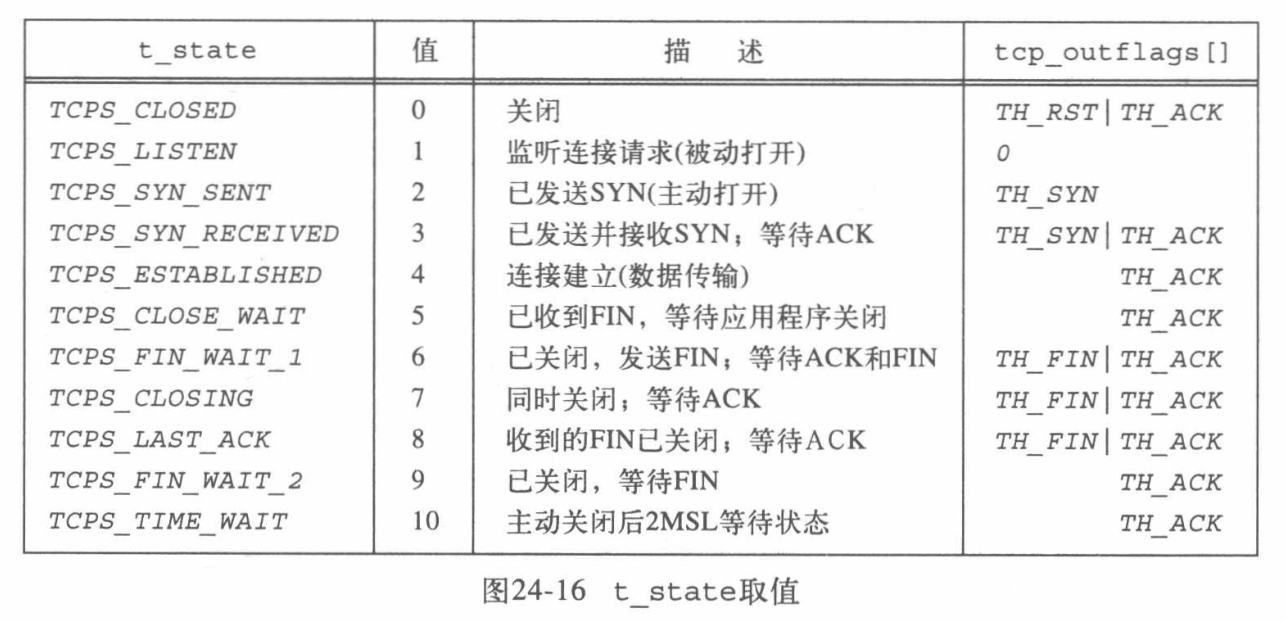 t_state 值 描 述 tcp_outflags[]
TCPS_CLOSED 0 关闭 TH_RST|TH_ACK
TCPS_LISTEN 1 监听连接请求(被动打开) 0
TCPS_SYN_SENT 2 已发送SYN(主动打开) TH_SYN
TCPS_SYN_RECEIVED 3 已发送并接收SYN；等待ACK TH_SYN|TH_ACK
TCPS_ESTABLISHED 4 连接建立(数据传输) TH_ACK
TCPS_CLOSE_WAIT 5 已收到FIN，等待应用程序关闭 TH_ACK
TCPS_FIN_WAIT_1 6 已关闭，发送FIN；等待ACK和FIN TH_FIN|TH_ACK
TCPS_CLOSING 7 同时关闭；等待ACK TH_FIN|TH_ACK
TCPS_LAST_ACK 8 收到的FIN已关闭；等待ACK TH_FIN|TH_ACK
TCPS_FIN_WAIT_2 9 已关闭，等待FIN TH_ACK
TCPS_TIME_WAIT 10 主动关闭后2MSL等待状态 TH_ACK
图24-16 t_state取值